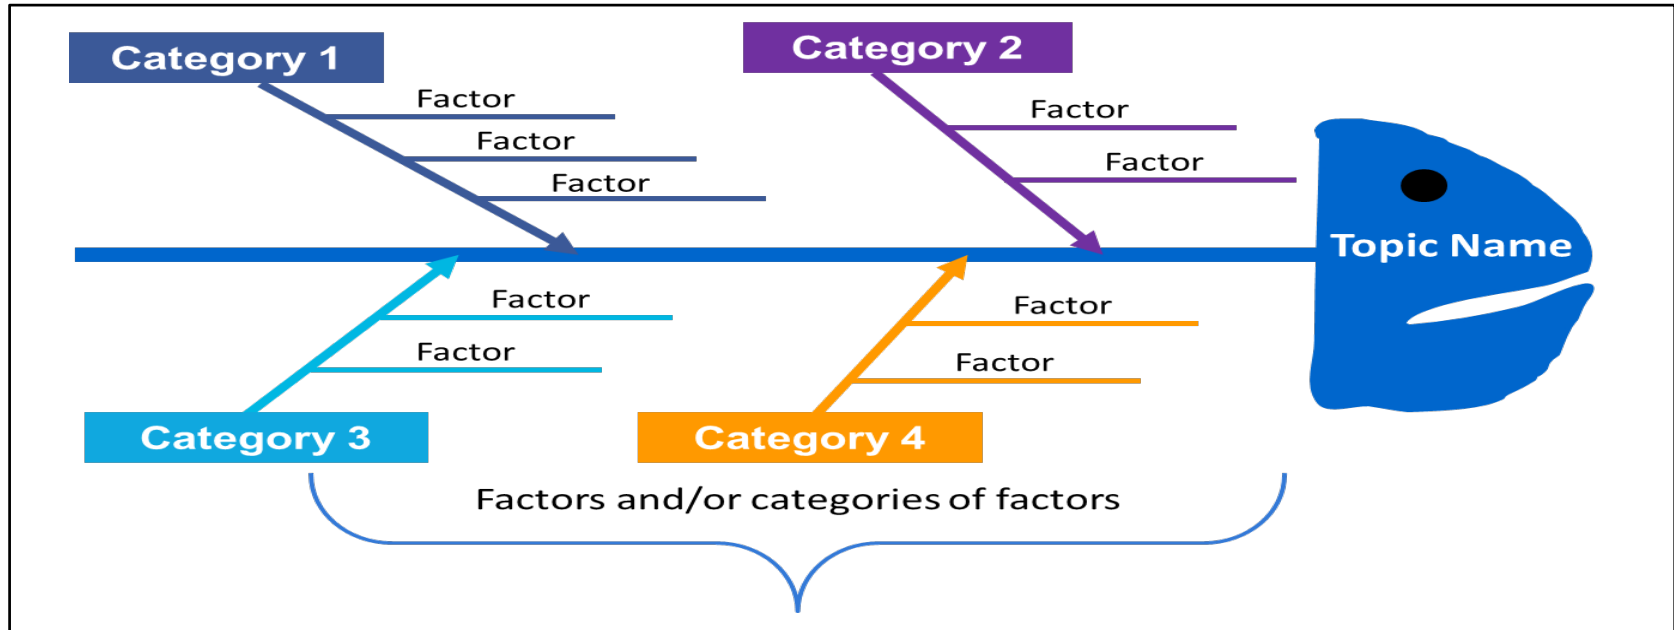 Category 1
Category 2
Factor
Factor
Factor
Factor
Factor
Topic Name
Factor
Factor
Factor
Factor
Category 3
Category 4
Factors and/or categories of factors